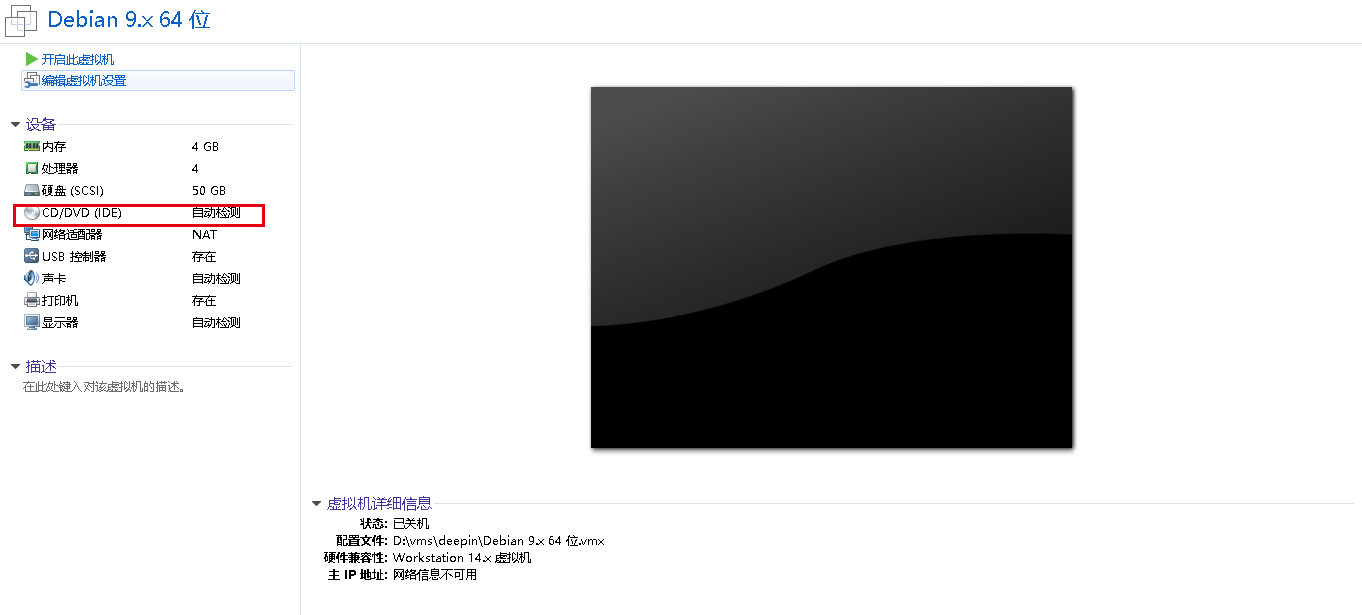 Debian 9.x 64 位
开启此虚拟机
编辑虚拟机设置
设备
内存 4 GB
处理器 4
硬盘 (SCSI) 50 GB
CD/DVD (IDE) 自动检测
网络适配器 NAT
USB 控制器 存在
声卡 自动检测
打印机 存在
显示器 自动检测
描述
在此处键入对该虚拟机的描述。
虚拟机详细信息
状态: 已关机
配置文件: D:\vms\deepin\Debian 9.x 64 位.vmx
硬件兼容性: Workstation 14.x 虚拟机
主 IP 地址: 网络信息不可用